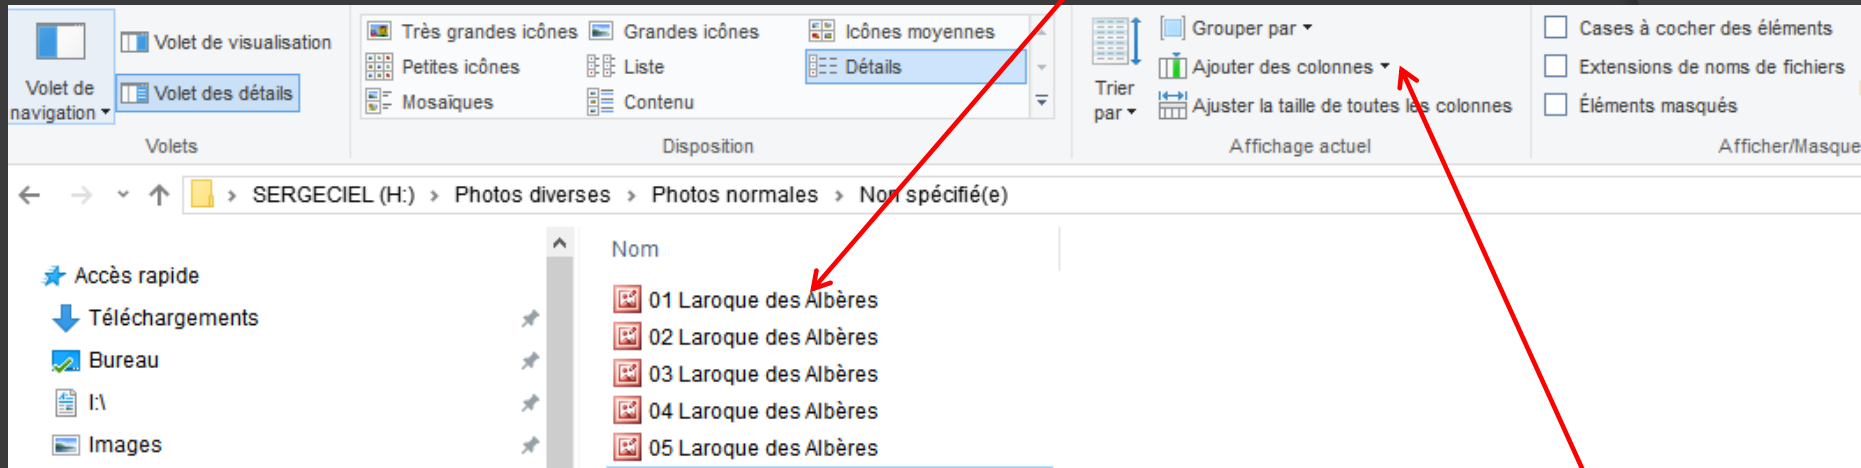 Volet de navigation
Volet de visualisation
Volet des détails
Volets
Très grandes icônes
Grandes icônes
Icônes moyennes
Petites icônes
Liste
Détails
Mosaïques
Contenu
Disposition
Trier par
Grouper par
Ajouter des colonnes
Ajuster la taille de toutes les colonnes
Affichage actuel
Cases à cocher des éléments
Extensions de noms de fichiers
Éléments masqués
Afficher/Masque
SERGECIEL (H:) > Photos diverses > Photos normales > Non spécifié(e)
Accès rapide
Téléchargements
Bureau
I:\
Images
Nom
01 Laroque des Albères
02 Laroque des Albères
03 Laroque des Albères
04 Laroque des Albères
05 Laroque des Albères